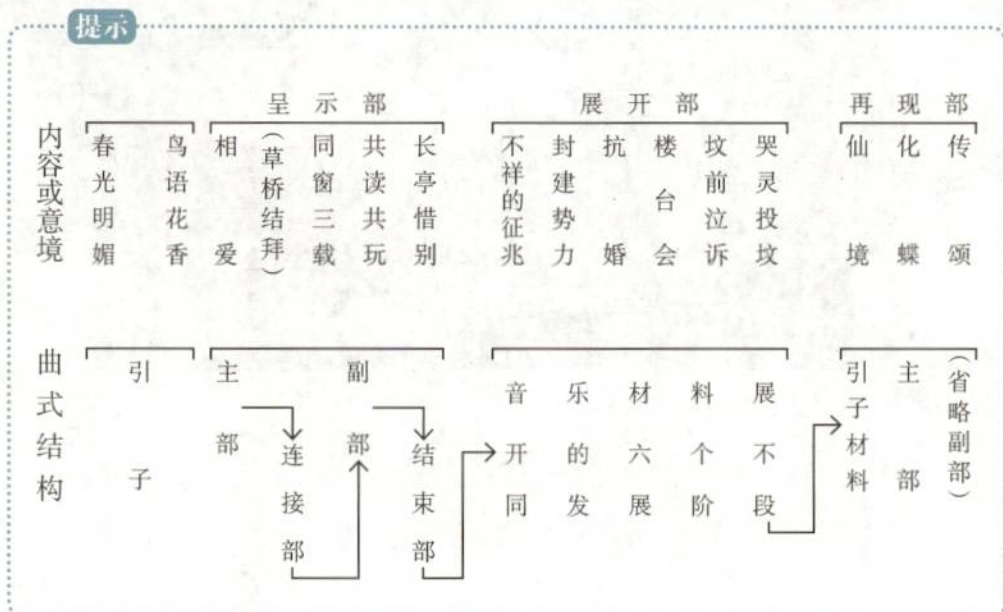 提示
呈示部
展开部
再现部
内容或意境
春光明媚
鸟语花香
相爱
（草桥结拜）
同窗三载
共读共玩
长亭惜别
不祥的征兆
封建势力
抗婚
楼台会
坟前泣诉
哭灵投坟
仙境
化蝶
传颂
曲式结构
引子
主部
连接部
副部
结束部
音乐材料展
开的六个不
同发展阶段
引子材料
主部
（省略副部）